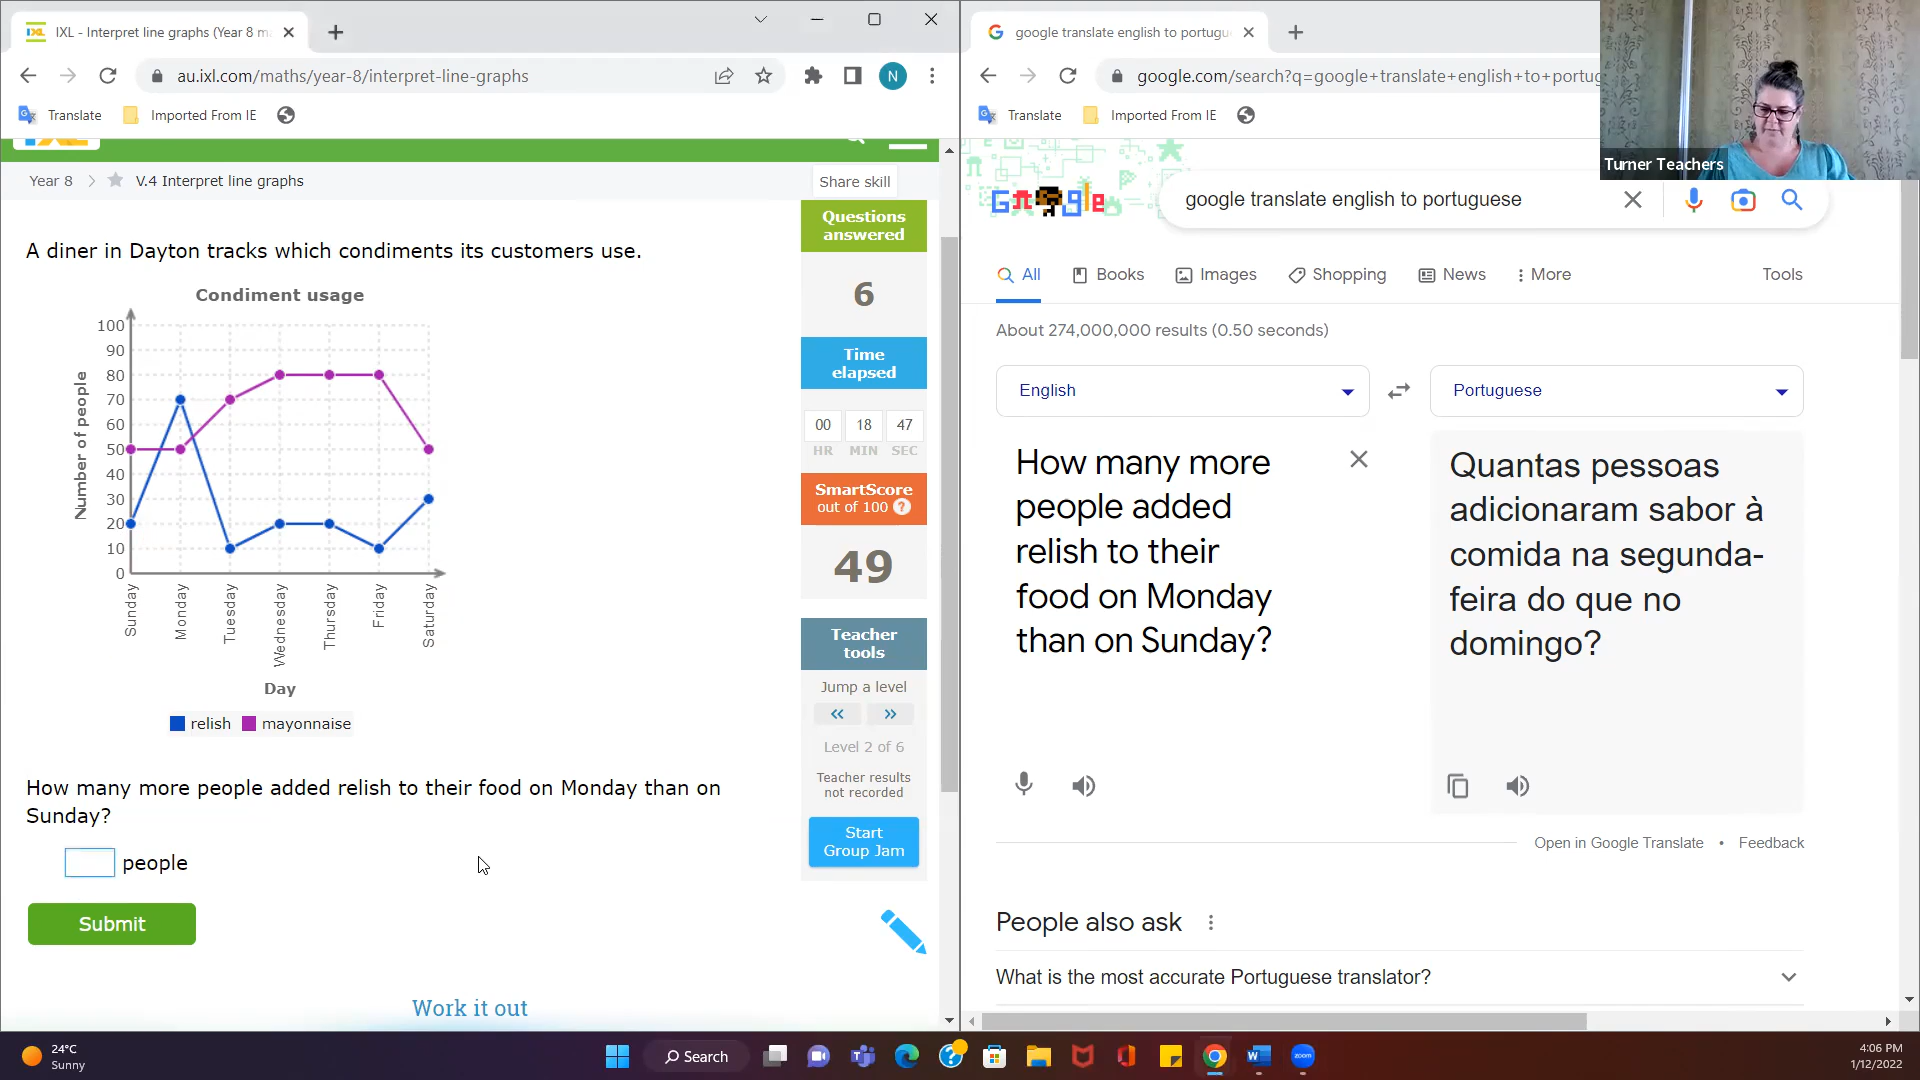 IXL - Interpret line graphs (Year 8 m
au.ixl.com/maths/year-8/interpret-line-graphs
N
Translate
Imported From IE
Year 8
V.4 Interpret line graphs
Share skill
A diner in Dayton tracks which condiments its customers use.
Condiment usage
Number of people
100
90
80
70
60
50
40
30
20
10
0
Sunday
Monday
Tuesday
Wednesday
Thursday
Friday
Saturday
Day
relish
mayonnaise
How many more people added relish to their food on Monday than on
Sunday?
people
Submit
Work it out
Questions
answered
6
Time
elapsed
00 18 47
HR MIN SEC
SmartScore
out of 100 ?
49
Teacher
tools
Jump a level
Level 2 of 6
Teacher results
not recorded
Start
Group Jam
google translate english to portugu
google.com/search?q=google+translate+english+to+portug
Translate
Imported From IE
Turner Teachers
google translate english to portuguese
All
Books
Images
Shopping
News
More
Tools
About 274,000,000 results (0.50 seconds)
English
Portuguese
How many more
people added
relish to their
food on Monday
than on Sunday?
Quantas pessoas
adicionaram sabor à
comida na segunda-
feira do que no
domingo?
Open in Google Translate • Feedback
People also ask
What is the most accurate Portuguese translator?
24°C
Sunny
Search
zoom
4:06 PM
1/12/2022